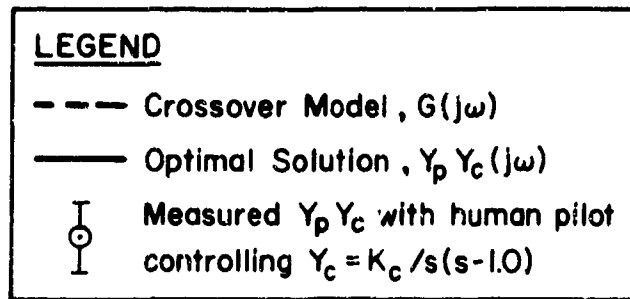 LEGEND
Crossover Model, G(jω)
Optimal Solution, YpYc(jω)
Measured YpYc with human pilot
controlling Yc = Kc/s(s-1.0)